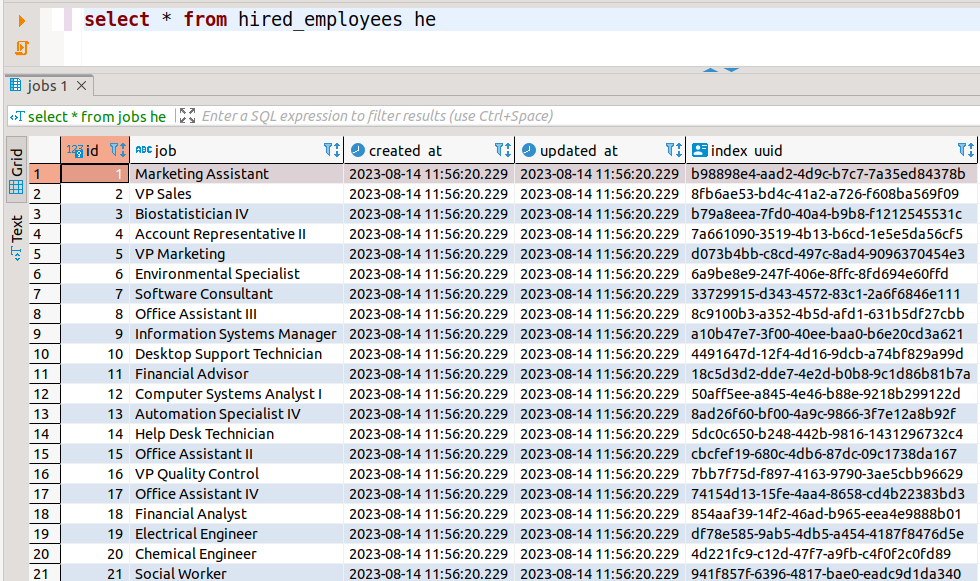 select * from hired_employees he
jobs 1
select * from jobs he Enter a SQL expression to filter results (use Ctrl+Space)
Grid
Text
123 id ABC job created_at updated_at index_uuid
1 1 Marketing Assistant 2023-08-14 11:56:20.229 2023-08-14 11:56:20.229 b98898e4-aad2-4d9c-b7c7-7a35ed84378b
2 2 VP Sales 2023-08-14 11:56:20.229 2023-08-14 11:56:20.229 8fb6ae53-bd4c-41a2-a726-f608ba569f09
3 3 Biostatistician IV 2023-08-14 11:56:20.229 2023-08-14 11:56:20.229 b79a8eea-7fd0-40a4-b9b8-f1212545531c
4 4 Account Representative II 2023-08-14 11:56:20.229 2023-08-14 11:56:20.229 7a661090-3519-4b13-b6cd-1e5e5da56cf5
5 5 VP Marketing 2023-08-14 11:56:20.229 2023-08-14 11:56:20.229 d073b4bb-c8cd-497c-8ad4-9096370454e3
6 6 Environmental Specialist 2023-08-14 11:56:20.229 2023-08-14 11:56:20.229 6a9be8e9-247f-406e-8ffc-8fd694e60ffd
7 7 Software Consultant 2023-08-14 11:56:20.229 2023-08-14 11:56:20.229 33729915-d343-4572-83c1-2a6f6846e111
8 8 Office Assistant III 2023-08-14 11:56:20.229 2023-08-14 11:56:20.229 8c9100b3-a352-4b5d-afd1-631b5df27cbb
9 9 Information Systems Manager 2023-08-14 11:56:20.229 2023-08-14 11:56:20.229 a10b47e7-3f00-40ee-baa0-b6e20cd3a621
10 10 Desktop Support Technician 2023-08-14 11:56:20.229 2023-08-14 11:56:20.229 4491647d-12f4-4d16-9dcb-a74bf829a99d
11 11 Financial Advisor 2023-08-14 11:56:20.229 2023-08-14 11:56:20.229 18c5d3d2-dde7-4e2d-b0b8-9c1d86b81b7a
12 12 Computer Systems Analyst I 2023-08-14 11:56:20.229 2023-08-14 11:56:20.229 50aff5ee-a845-4e46-b88e-9218b299122d
13 13 Automation Specialist IV 2023-08-14 11:56:20.229 2023-08-14 11:56:20.229 8ad26f60-bf00-4a9c-9866-3f7e12a8b92f
14 14 Help Desk Technician 2023-08-14 11:56:20.229 2023-08-14 11:56:20.229 5dc0c650-b248-442b-9816-1431296732c4
15 15 Office Assistant II 2023-08-14 11:56:20.229 2023-08-14 11:56:20.229 cbcfef19-680c-4db6-87dc-09c1738da167
16 16 VP Quality Control 2023-08-14 11:56:20.229 2023-08-14 11:56:20.229 7bb7f75d-f897-4163-9790-3ae5cbb96629
17 17 Office Assistant IV 2023-08-14 11:56:20.229 2023-08-14 11:56:20.229 74154d13-15fe-4aa4-8658-cd4b22383bd3
18 18 Financial Analyst 2023-08-14 11:56:20.229 2023-08-14 11:56:20.229 854aaf39-14f2-46ad-b965-eea4e9888b01
19 19 Electrical Engineer 2023-08-14 11:56:20.229 2023-08-14 11:56:20.229 df78e585-9ab5-4db5-a454-4187f8476d5e
20 20 Chemical Engineer 2023-08-14 11:56:20.229 2023-08-14 11:56:20.229 4d221fc9-c12d-47f7-a9fb-c4f0f2c0fd89
21 21 Social Worker 2023-08-14 11:56:20.229 2023-08-14 11:56:20.229 941f857f-6396-4817-bae0-eadc9d1da340